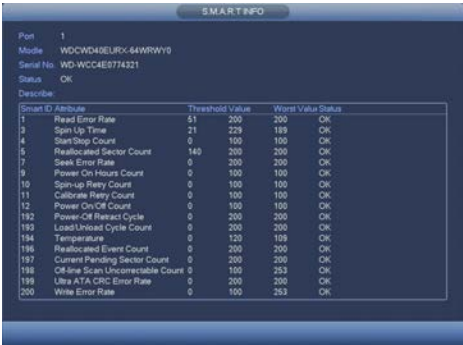 S.M.A.R.T INFO
Port 1
Modle WDCWD40EURX-64WRWY0
Serial No. WD-WCC4E0774321
Status OK
Describe:
Smart ID Attribute Threshold Value Worst Value Status
1 Read Error Rate 51 200 200 OK
3 Spin Up Time 21 229 189 OK
4 Start/Stop Count 0 100 100 OK
5 Reallocated Sector Count 140 200 200 OK
7 Seek Error Rate 0 200 200 OK
9 Power On Hours Count 0 100 100 OK
10 Spin-up Retry Count 0 100 100 OK
11 Calibrate Retry Count 0 100 100 OK
12 Power On/Off Count 0 100 100 OK
192 Power-Off Retract Cycle 0 200 200 OK
193 Load/Unload Cycle Count 0 200 200 OK
194 Temperature 0 120 109 OK
196 Reallocated Event Count 0 200 200 OK
197 Current Pending Sector Count 0 200 200 OK
198 Off-line Scan Uncorrectable Count 0 100 253 OK
199 Ultra ATA CRC Error Rate 0 200 200 OK
200 Write Error Rate 0 100 253 OK